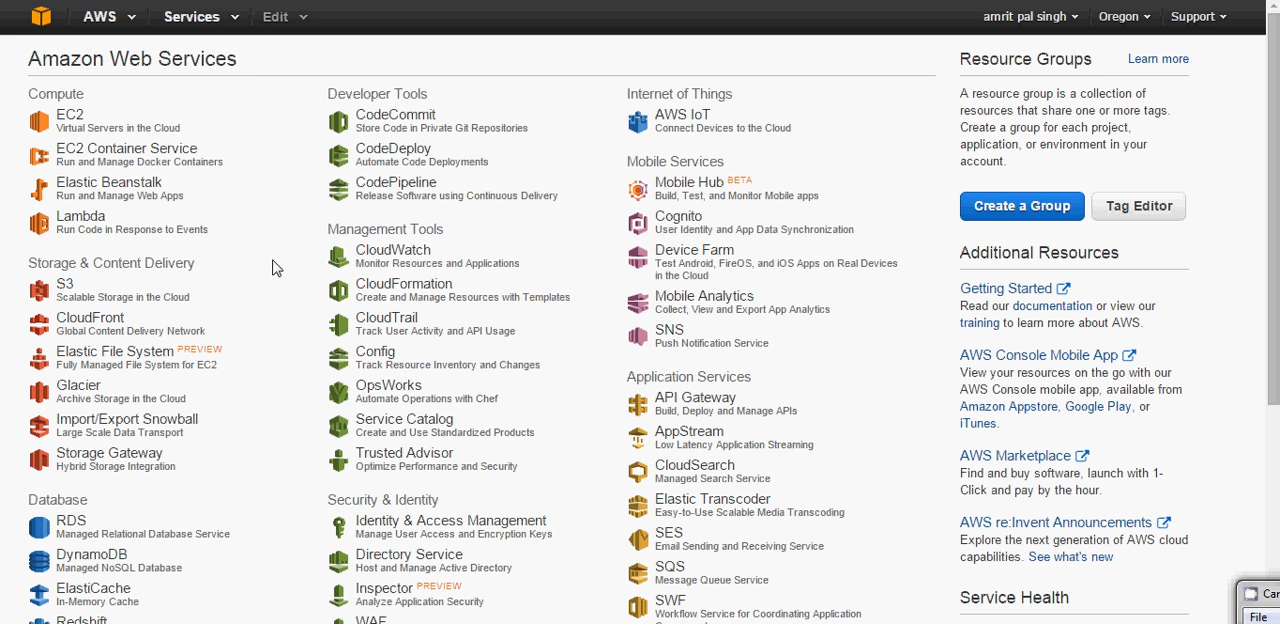 AWS Services Edit amrit pal singh Oregon Support
Amazon Web Services
Compute
EC2
Virtual Servers in the Cloud
EC2 Container Service
Run and Manage Docker Containers
Elastic Beanstalk
Run and Manage Web Apps
Lambda
Run Code in Response to Events
Storage & Content Delivery
S3
Scalable Storage in the Cloud
CloudFront
Global Content Delivery Network
Elastic File System PREVIEW
Fully Managed File System for EC2
Glacier
Archive Storage in the Cloud
Import/Export Snowball
Large Scale Data Transport
Storage Gateway
Hybrid Storage Integration
Database
RDS
Managed Relational Database Service
DynamoDB
Managed NoSQL Database
ElastiCache
In-Memory Cache
Redshift
Developer Tools
CodeCommit
Store Code in Private Git Repositories
CodeDeploy
Automate Code Deployments
CodePipeline
Release Software using Continuous Delivery
Management Tools
CloudWatch
Monitor Resources and Applications
CloudFormation
Create and Manage Resources with Templates
CloudTrail
Track User Activity and API Usage
Config
Track Resource Inventory and Changes
OpsWorks
Automate Operations with Chef
Service Catalog
Create and Use Standardized Products
Trusted Advisor
Optimize Performance and Security
Security & Identity
Identity & Access Management
Manage User Access and Encryption Keys
Directory Service
Host and Manage Active Directory
Inspector PREVIEW
Analyze Application Security
WAF
Internet of Things
AWS IoT
Connect Devices to the Cloud
Mobile Services
Mobile Hub BETA
Build, Test, and Monitor Mobile apps
Cognito
User Identity and App Data Synchronization
Device Farm
Test Android, FireOS, and iOS Apps on Real Devices
in the Cloud
Mobile Analytics
Collect, View and Export App Analytics
SNS
Push Notification Service
Application Services
API Gateway
Build, Deploy and Manage APIs
AppStream
Low Latency Application Streaming
CloudSearch
Managed Search Service
Elastic Transcoder
Easy-to-Use Scalable Media Transcoding
SES
Email Sending and Receiving Service
SQS
Message Queue Service
SWF
Workflow Service for Coordinating Application
Resource Groups Learn more
A resource group is a collection of
resources that share one or more tags.
Create a group for each project,
application, or environment in your
account.
Create a Group Tag Editor
Additional Resources
Getting Started
Read our documentation or view our
training to learn more about AWS.
AWS Console Mobile App
View your resources on the go with our
AWS Console mobile app, available from
Amazon Appstore, Google Play, or
iTunes.
AWS Marketplace
Find and buy software, launch with 1-
Click and pay by the hour.
AWS re:Invent Announcements
Explore the next generation of AWS cloud
capabilities. See what's new
Service Health
File